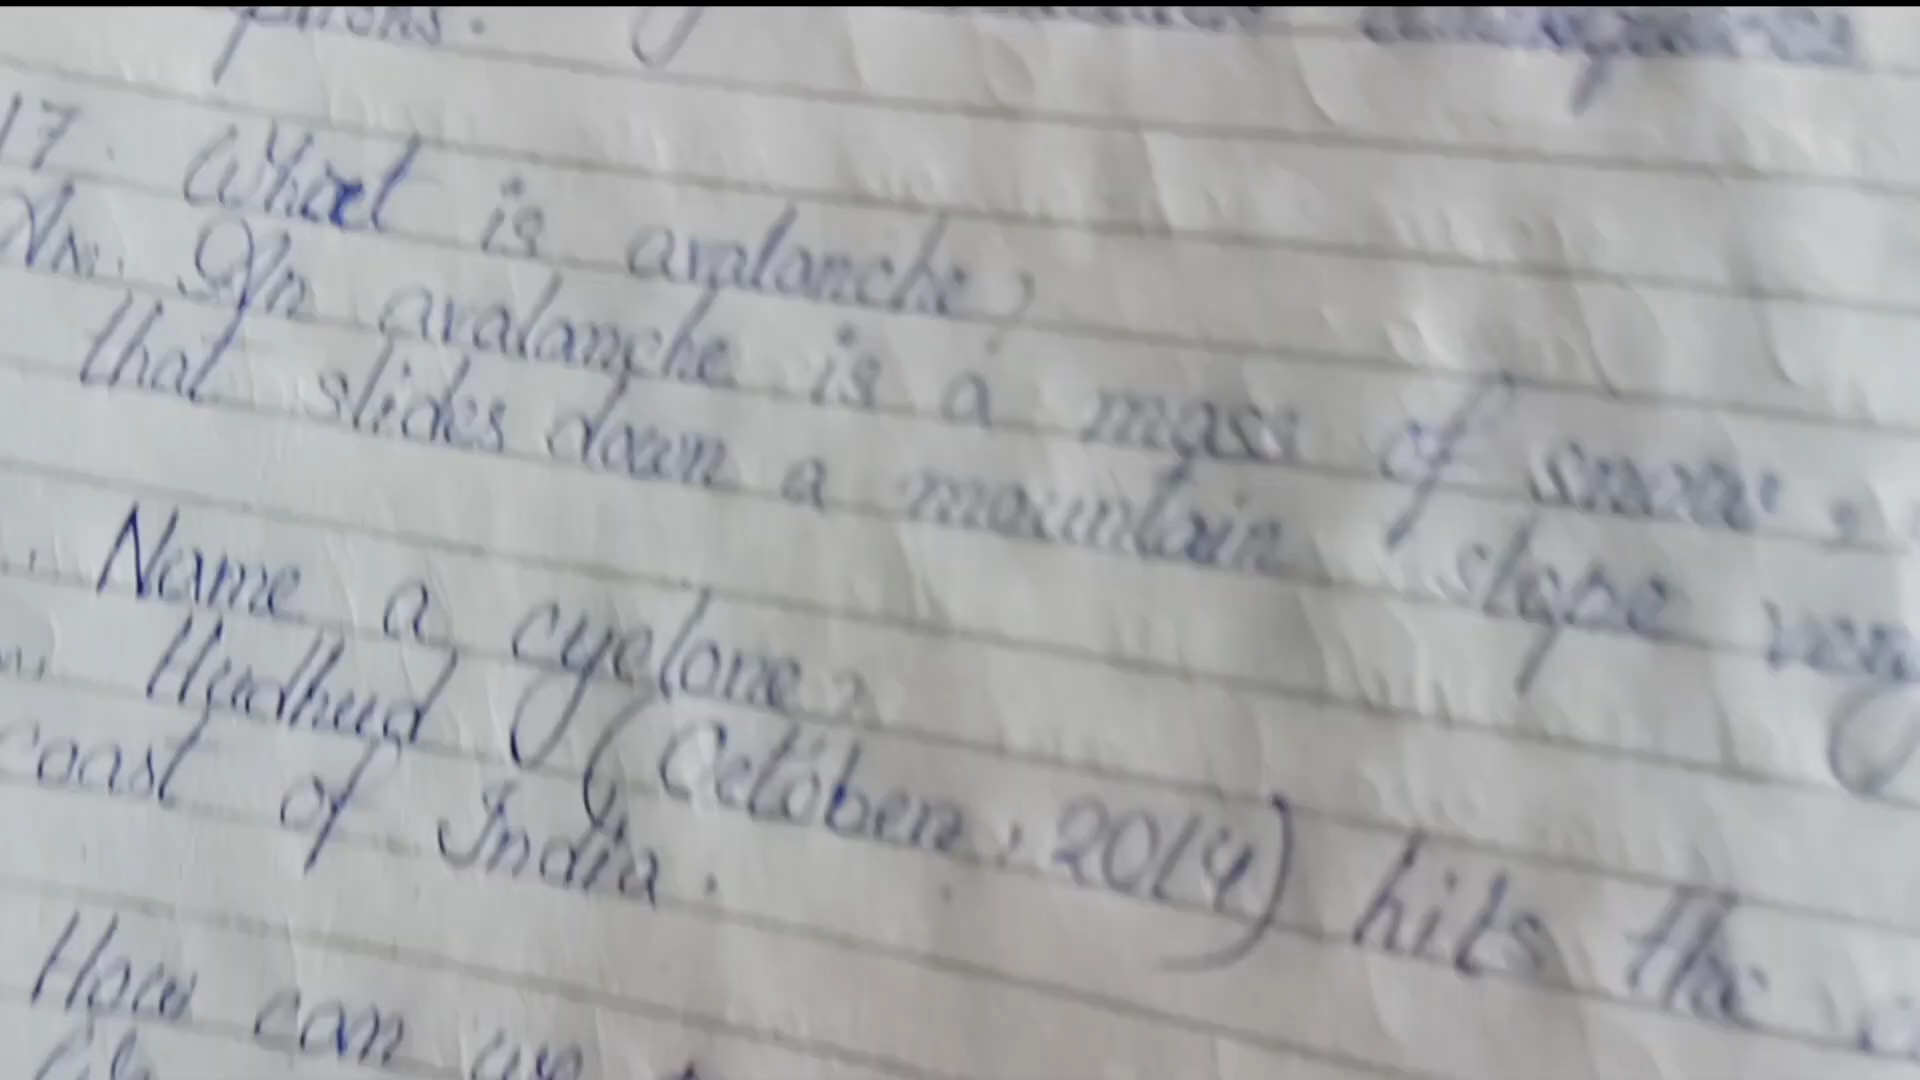 17. What is avalanche?
An. An avalanche is a mass of snow,
that slides down a mountain slope very
Name a cyclone?
Hudhud (October, 2014) hits the
coast of India.
How can we